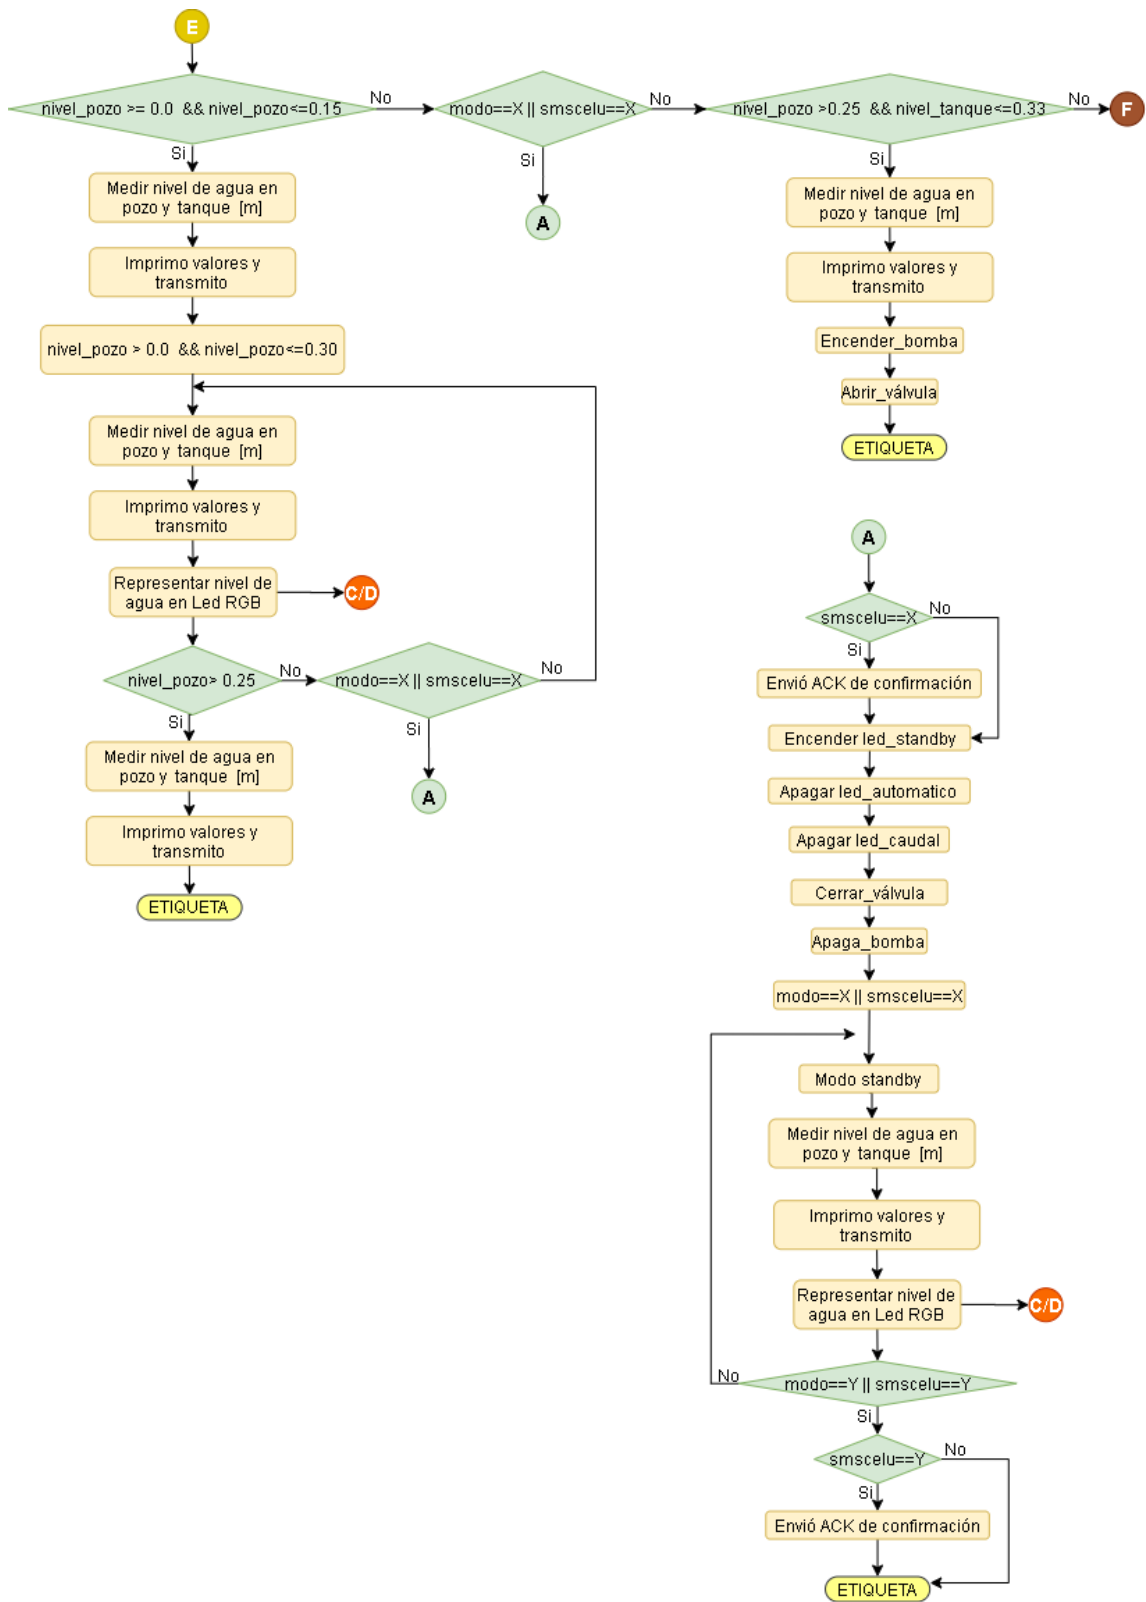 E
nivel_pozo >= 0.0 && nivel_pozo<=0.15
No
modo==X || smscelu==X
No
nivel_pozo >0.25 && nivel_tanque<=0.33
No
F
Si
Medir nivel de agua en
pozo y tanque [m]
Imprimo valores y
transmito
nivel_pozo > 0.0 && nivel_pozo<=0.30
Medir nivel de agua en
pozo y tanque [m]
Imprimo valores y
transmito
Representar nivel de
agua en Led RGB
C/D
nivel_pozo> 0.25
No
modo==X || smscelu==X
No
Si
A
Si
Medir nivel de agua en
pozo y tanque [m]
Imprimo valores y
transmito
ETIQUETA
Si
A
Si
Medir nivel de agua en
pozo y tanque [m]
Imprimo valores y
transmito
Encender_bomba
Abrir_válvula
ETIQUETA
A
smscelu==X
No
Si
Envió ACK de confirmación
Encender led_standby
Apagar led_automatico
Apagar led_caudal
Cerrar_válvula
Apaga_bomba
modo==X || smscelu==X
Modo standby
Medir nivel de agua en
pozo y tanque [m]
Imprimo valores y
transmito
Representar nivel de
agua en Led RGB
C/D
No
modo==Y || smscelu==Y
Si
smscelu==Y
No
Si
Envió ACK de confirmación
ETIQUETA